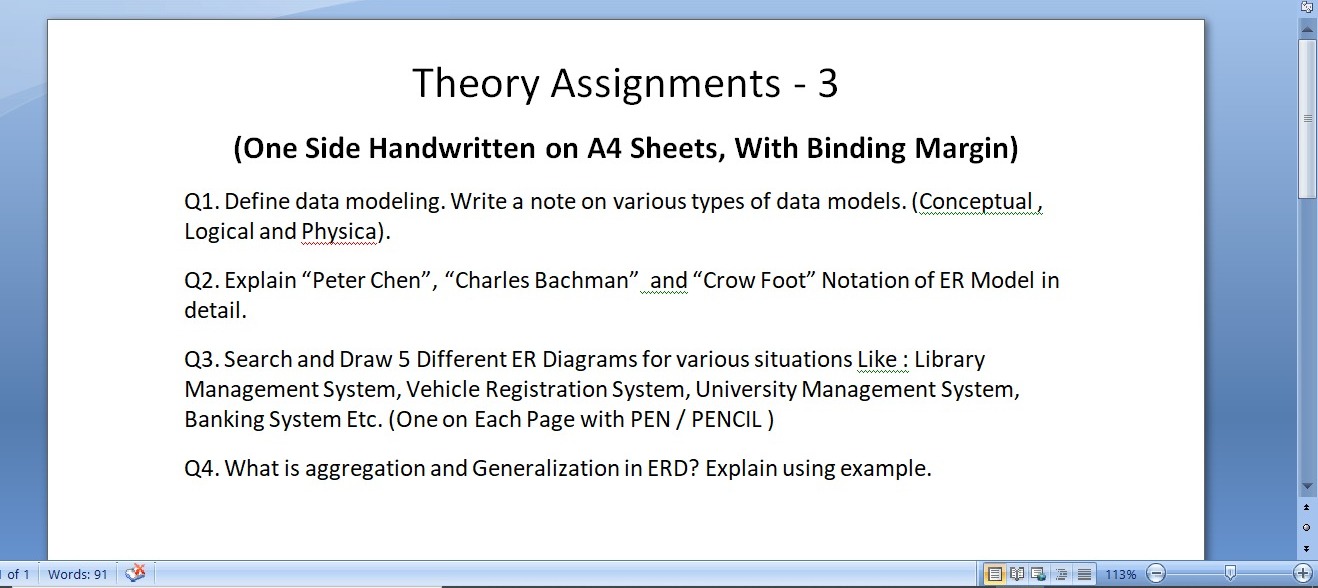 Theory Assignments - 3
(One Side Handwritten on A4 Sheets, With Binding Margin)
Q1. Define data modeling. Write a note on various types of data models. (Conceptual ,
Logical and Physica).
Q2. Explain “Peter Chen”, “Charles Bachman”  and “Crow Foot” Notation of ER Model in
detail.
Q3. Search and Draw 5 Different ER Diagrams for various situations Like : Library
Management System, Vehicle Registration System, University Management System,
Banking System Etc. (One on Each Page with PEN / PENCIL )
Q4. What is aggregation and Generalization in ERD? Explain using example.
of 1 Words: 91 113%